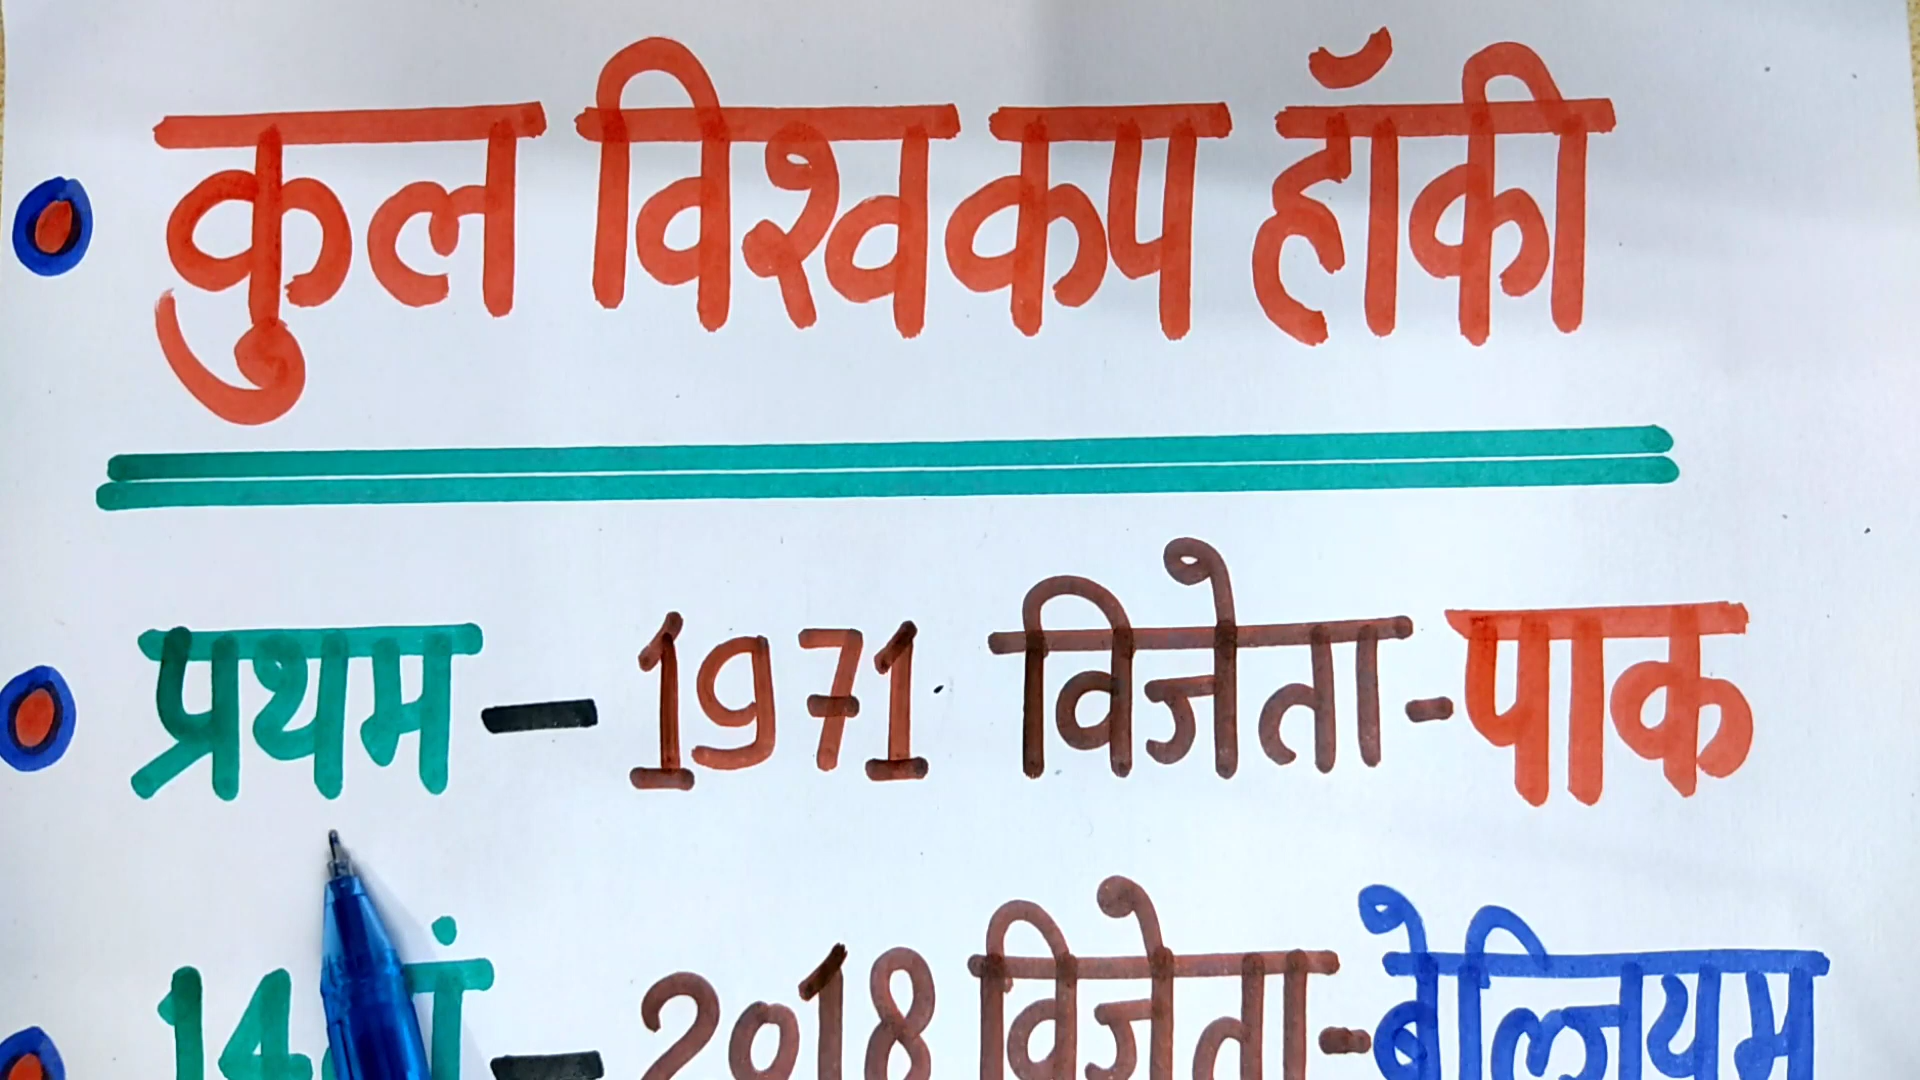 कुल विश्वकप हॉकी
प्रथम – 1971 विजेता - पाक
– 2018 विजेता - बेल्जियम